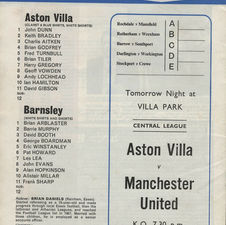 Aston Villa
(CLARET & BLUE SHIRTS, WHITE SHORTS)
1 John DUNN
2 Keith BRADLEY
3 Charlie AITKEN
4 Brian GODFREY
5 Fred TURNBULL
6 Brian TILER
7 Harry GREGORY
8 Geoff VOWDEN
9 Andy LOCHHEAD
10 Ian HAMILTON
11 David GIBSON
12
Barnsley
(WHITE SHIRTS AND SHORTS)
1 Brian ARBLASTER
2 Barrie MURPHY
3 David BOOTH
4 George BOARDMAN
5 Eric WINSTANLEY
6 Pat HOWARD
7 Les LEA
8 John EVANS
9 Alan HOPKINSON
10 Alistair MILLAR
11 Frank SHARP
12
Referee: BRIAN DANIELS
Rochdale v Mansfield A
Rotherham v Wrexham B
Barrow v Southport C
Darlington v Workington D
Stockport v Crewe E
Tomorrow Night at
VILLA PARK
CENTRAL LEAGUE
Aston Villa
v
Manchester
United
K.O. 7.30 p.m.